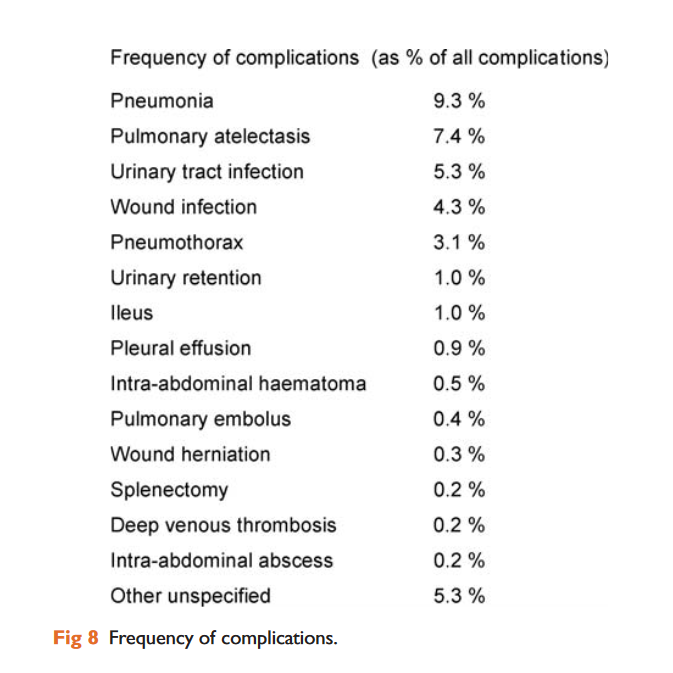 Frequency of complications (as % of all complications)
Pneumonia 9.3 %
Pulmonary atelectasis 7.4 %
Urinary tract infection 5.3 %
Wound infection 4.3 %
Pneumothorax 3.1 %
Urinary retention 1.0 %
Ileus 1.0 %
Pleural effusion 0.9 %
Intra-abdominal haematoma 0.5 %
Pulmonary embolus 0.4 %
Wound herniation 0.3 %
Splenectomy 0.2 %
Deep venous thrombosis 0.2 %
Intra-abdominal abscess 0.2 %
Other unspecified 5.3 %
Fig 8 Frequency of complications.